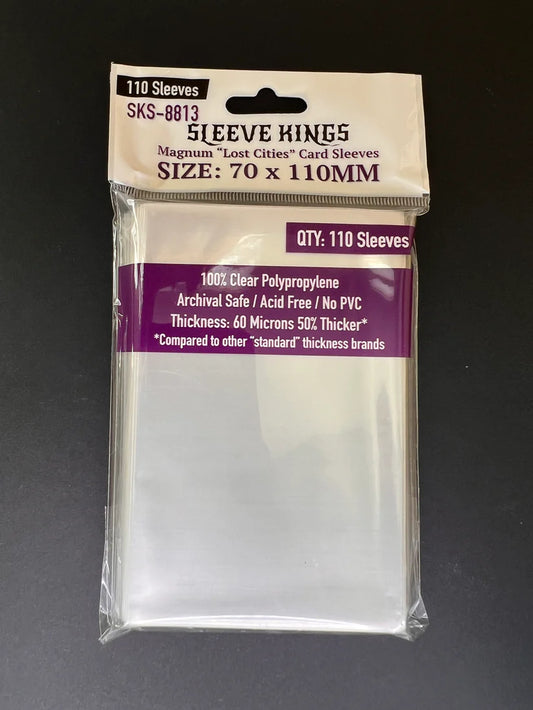 110 Sleeves
SKS-8813
SLEEVE KINGS
Magnum "Lost Cities" Card Sleeves
SIZE: 70 x 110MM
QTY: 110 Sleeves
100% Clear Polypropylene
Archival Safe / Acid Free / No PVC
Thickness: 60 Microns 50% Thicker*
*Compared to other "standard" thickness brands